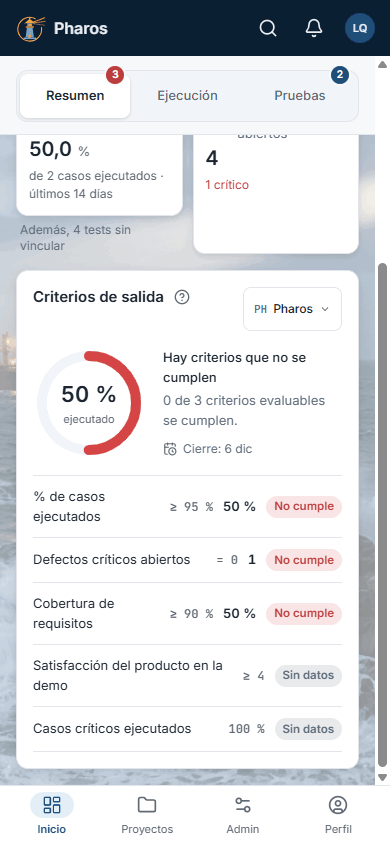 Pharos
LQ
Resumen
3
Ejecución
Pruebas
2
50,0 %
de 2 casos ejecutados ·
últimos 14 días
abiertos
4
1 crítico
Además, 4 tests sin
vincular
Criterios de salida
?
PH Pharos
50 %
ejecutado
Hay criterios que no se
cumplen
0 de 3 criterios evaluables
se cumplen.
Cierre: 6 dic
% de casos
ejecutados
≥ 95 % 50 % No cumple
Defectos críticos abiertos = 0 1 No cumple
Cobertura de
requisitos
≥ 90 % 50 % No cumple
Satisfacción del producto en la
demo
≥ 4 Sin datos
Casos críticos ejecutados 100 % Sin datos
Inicio
Proyectos
Admin
Perfil